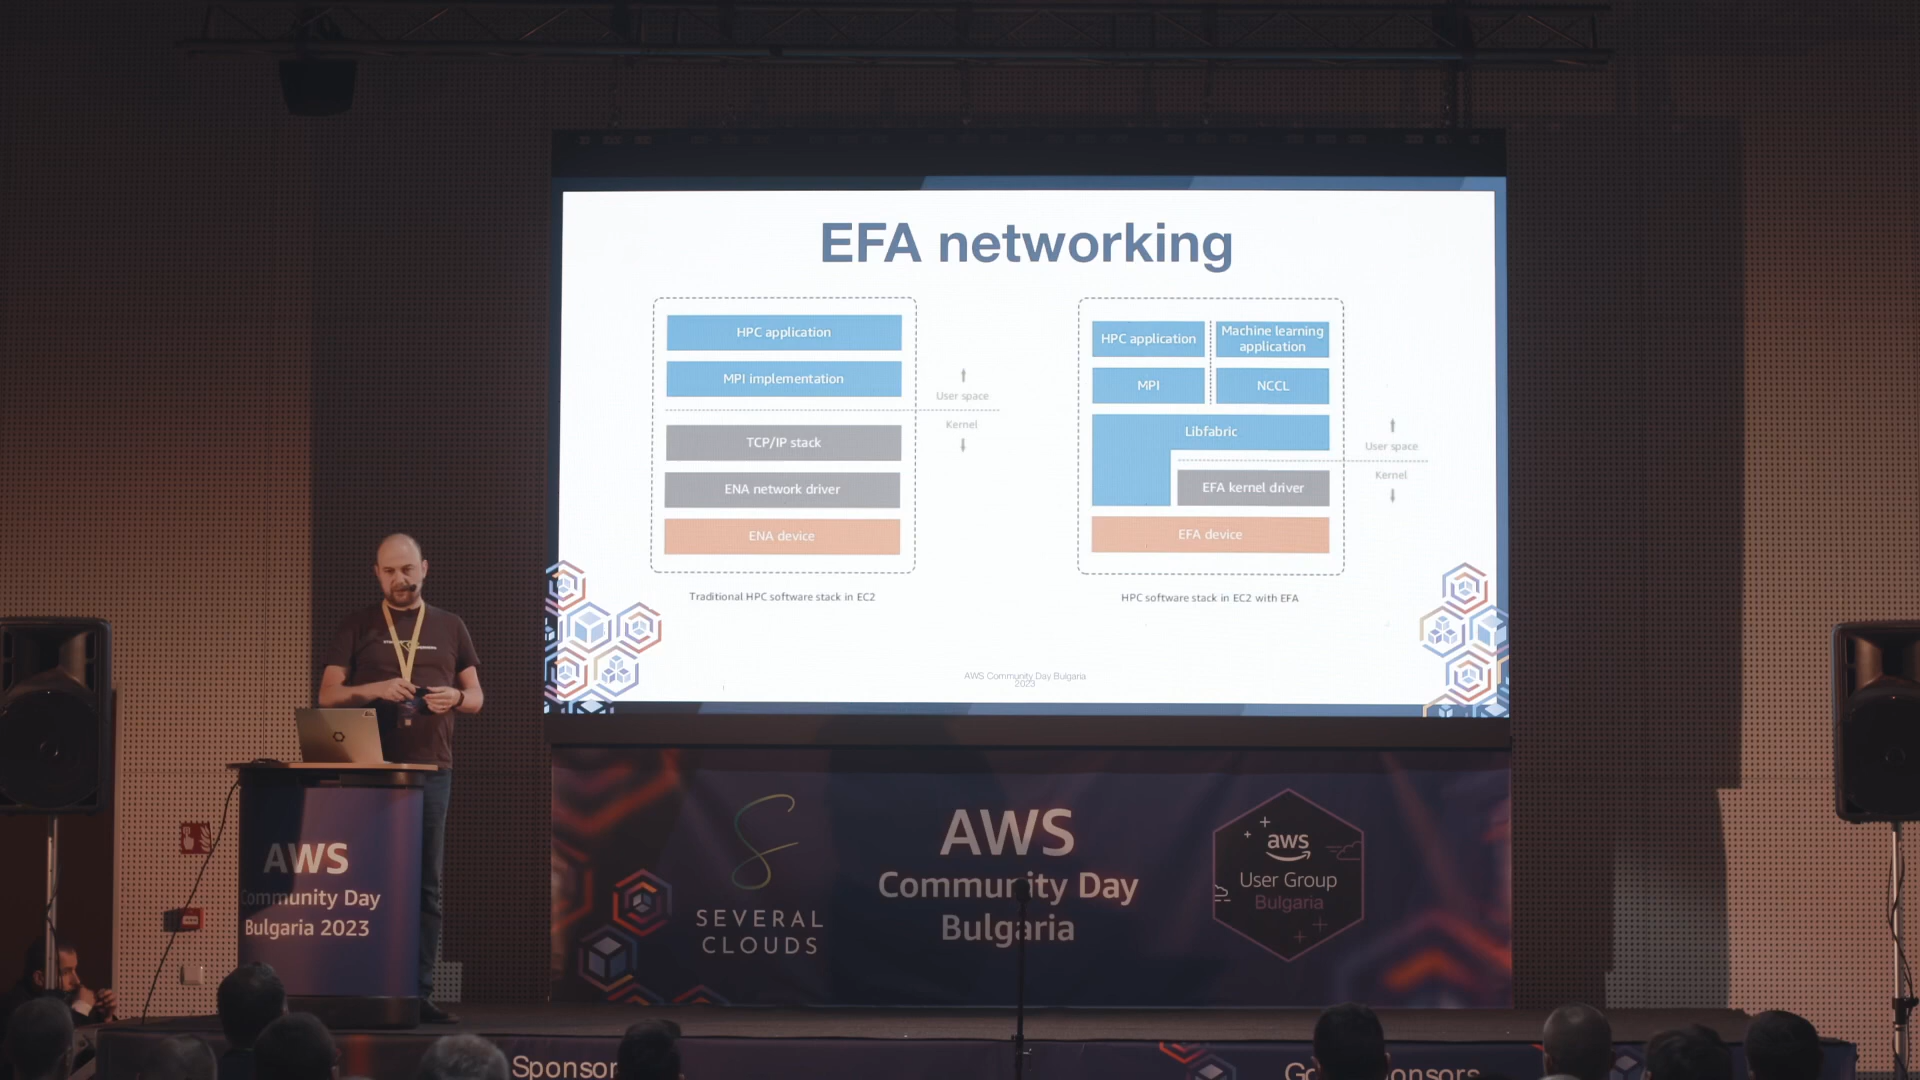 EFA networking
HPC application
MPI implementation
User space
Kernel
TCP/IP stack
ENA network driver
ENA device
Traditional HPC software stack in EC2
HPC application
Machine learning
application
MPI
NCCL
Libfabric
User space
Kernel
EFA kernel driver
EFA device
HPC software stack in EC2 with EFA
AWS Community Day Bulgaria
2023
SEVERAL
CLOUDS
AWS
Community Day
Bulgaria
aws
User Group
Bulgaria
AWS
Community Day
Bulgaria 2023
Sponsor